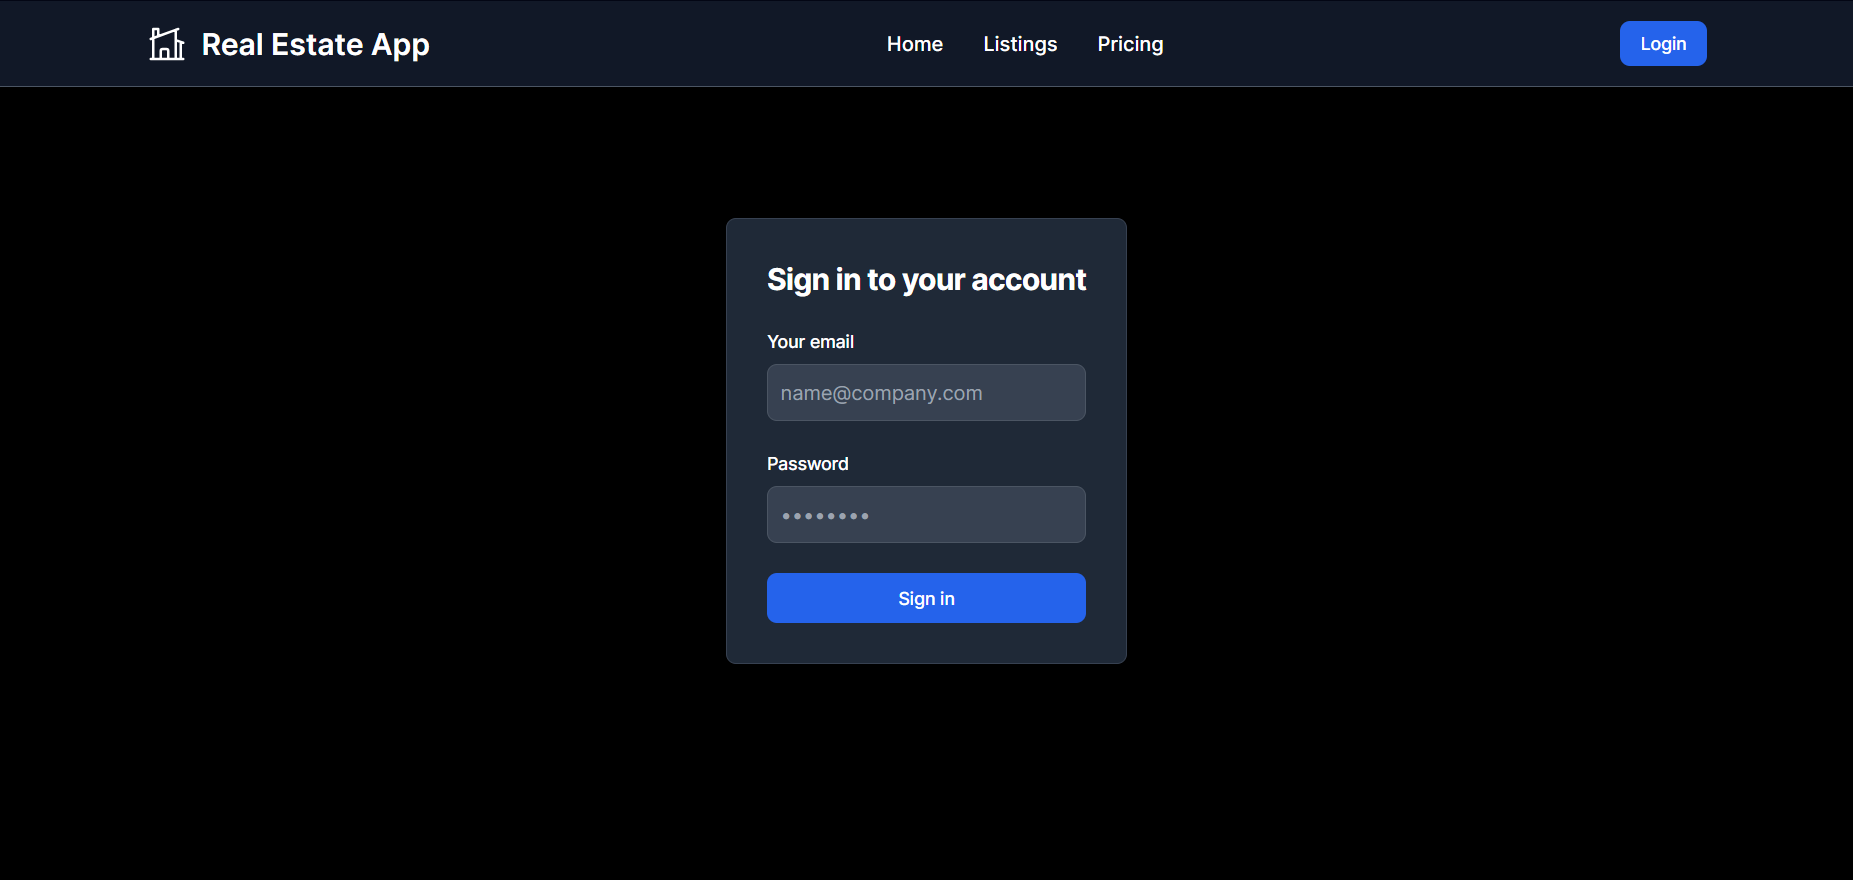 Real Estate App
Home
Listings
Pricing
Login
Sign in to your account
Your email
name@company.com
Password
••••••••
Sign in